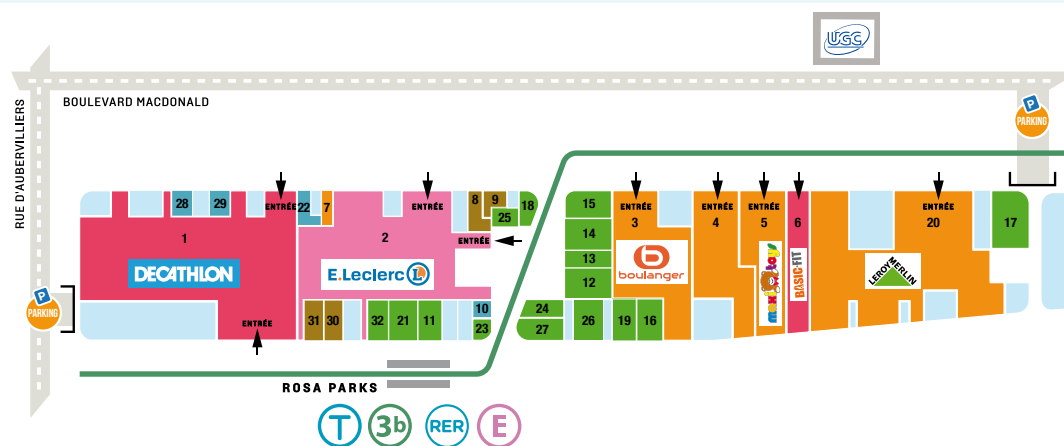 UGC
RUE D'AUBERVILLIERS
BOULEVARD MACDONALD
P
PARKING
28
29
ENTRÉE
22
7
ENTRÉE
8
9
25
18
15
ENTRÉE
3
ENTRÉE
4
ENTRÉE
5
ENTRÉE
6
ENTRÉE
20
17
1
2
ENTRÉE
14
13
12
DECATHLON
E.Leclerc L
boulanger
maxi toys
BASIC-FIT
LEROY MERLIN
P
PARKING
ENTRÉE
31
30
32
21
11
10
23
24
27
26
19
16
ROSA PARKS
T
3b
RER
E